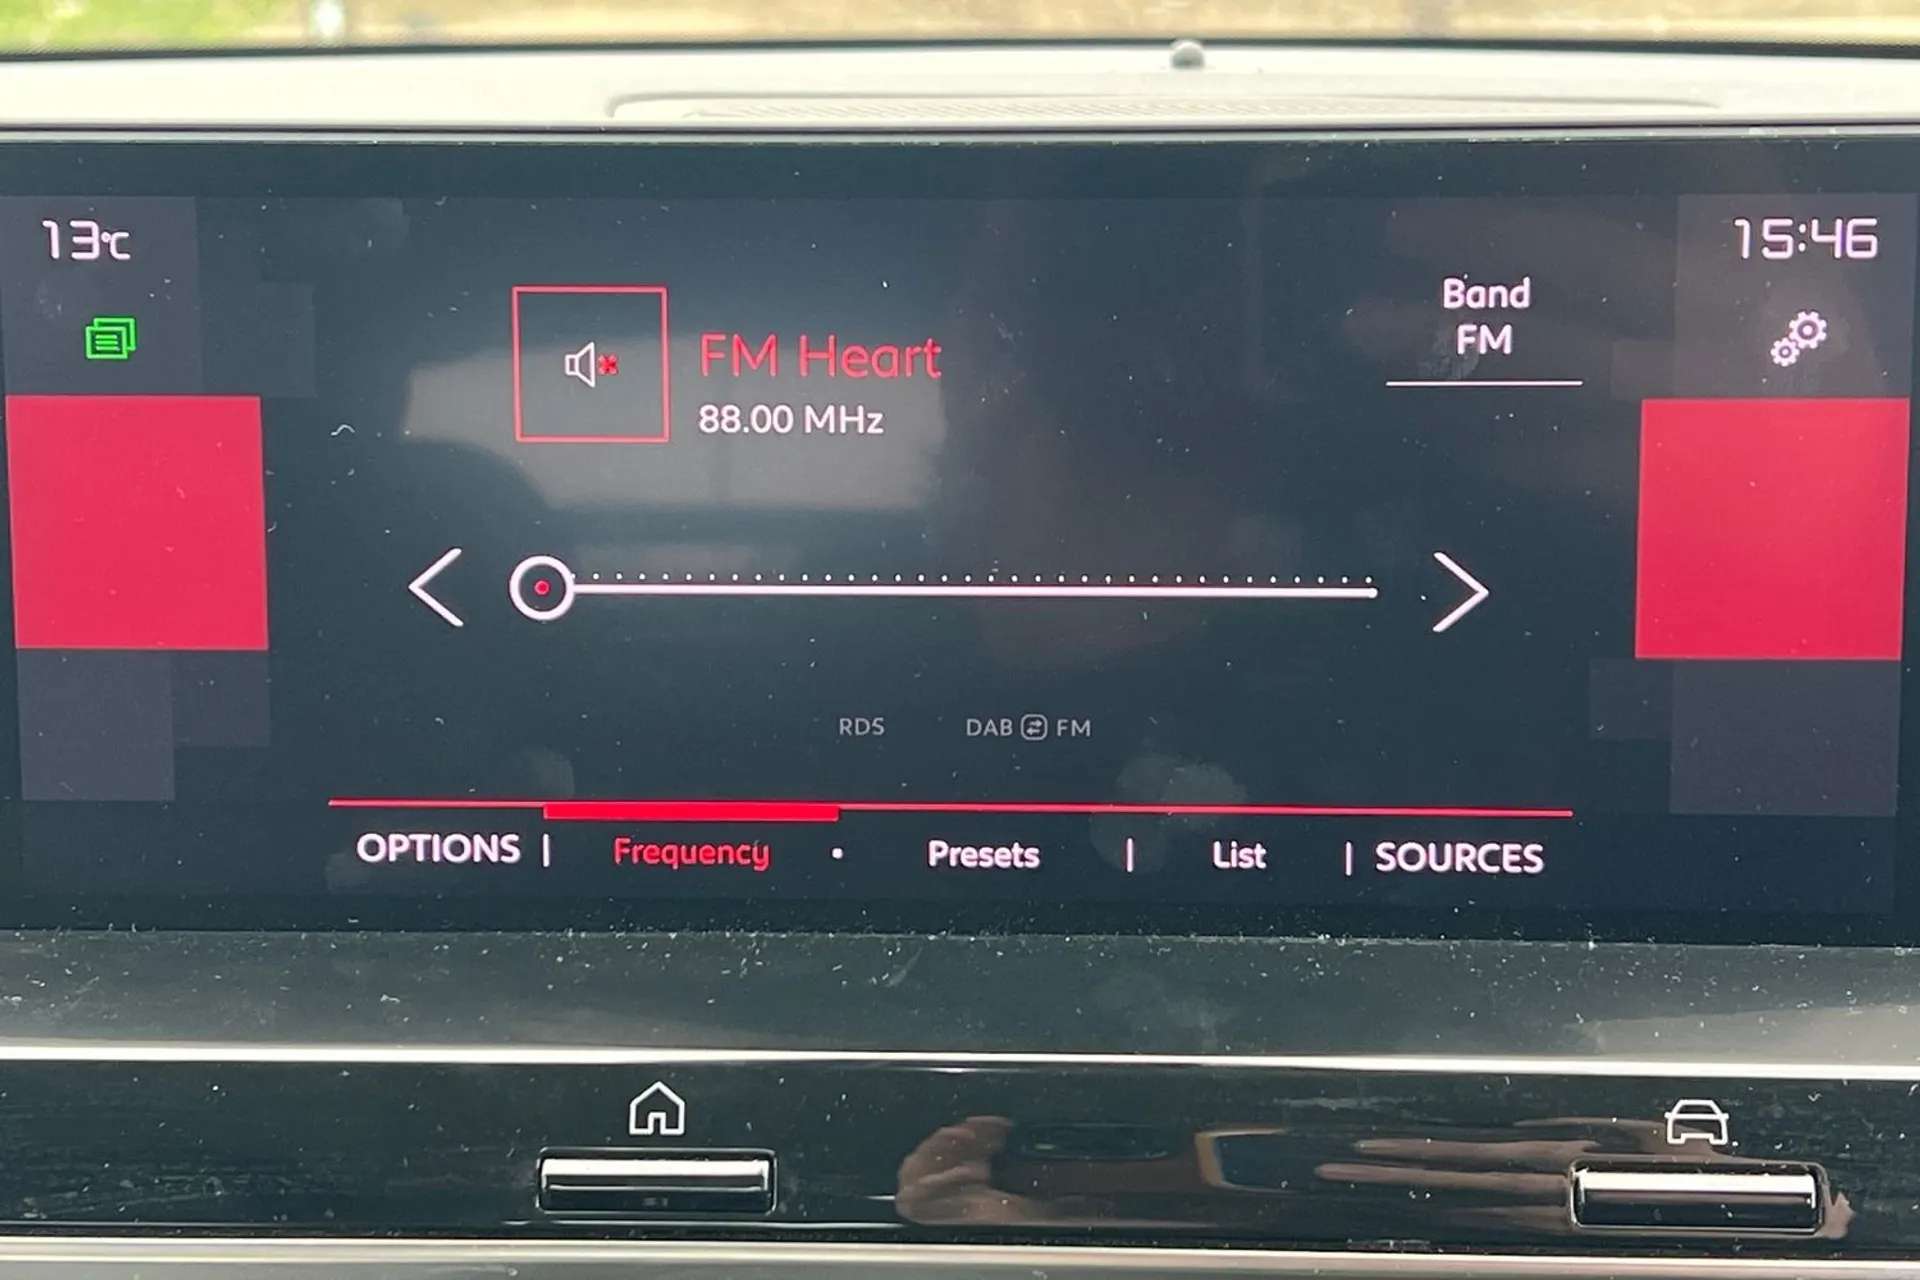 13°C
15:46
Band
FM
FM Heart
88.00 MHz
RDS
DAB FM
OPTIONS | Frequency • Presets | List | SOURCES